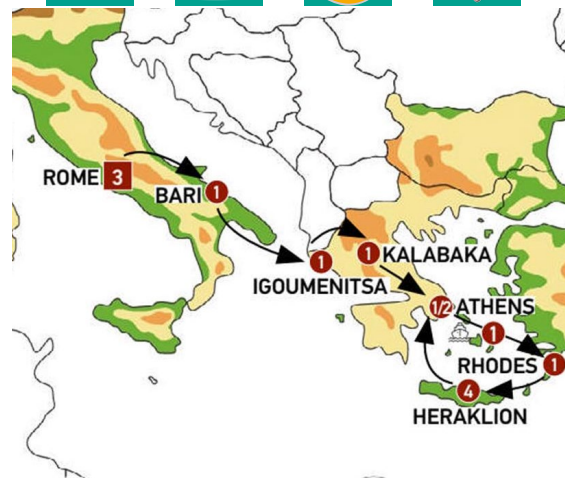 ROME 3
BARI 1
1 KALABAKA
1
IGOUMENITSA
1/2 ATHENS
1
RHODES 1
4
HERAKLION